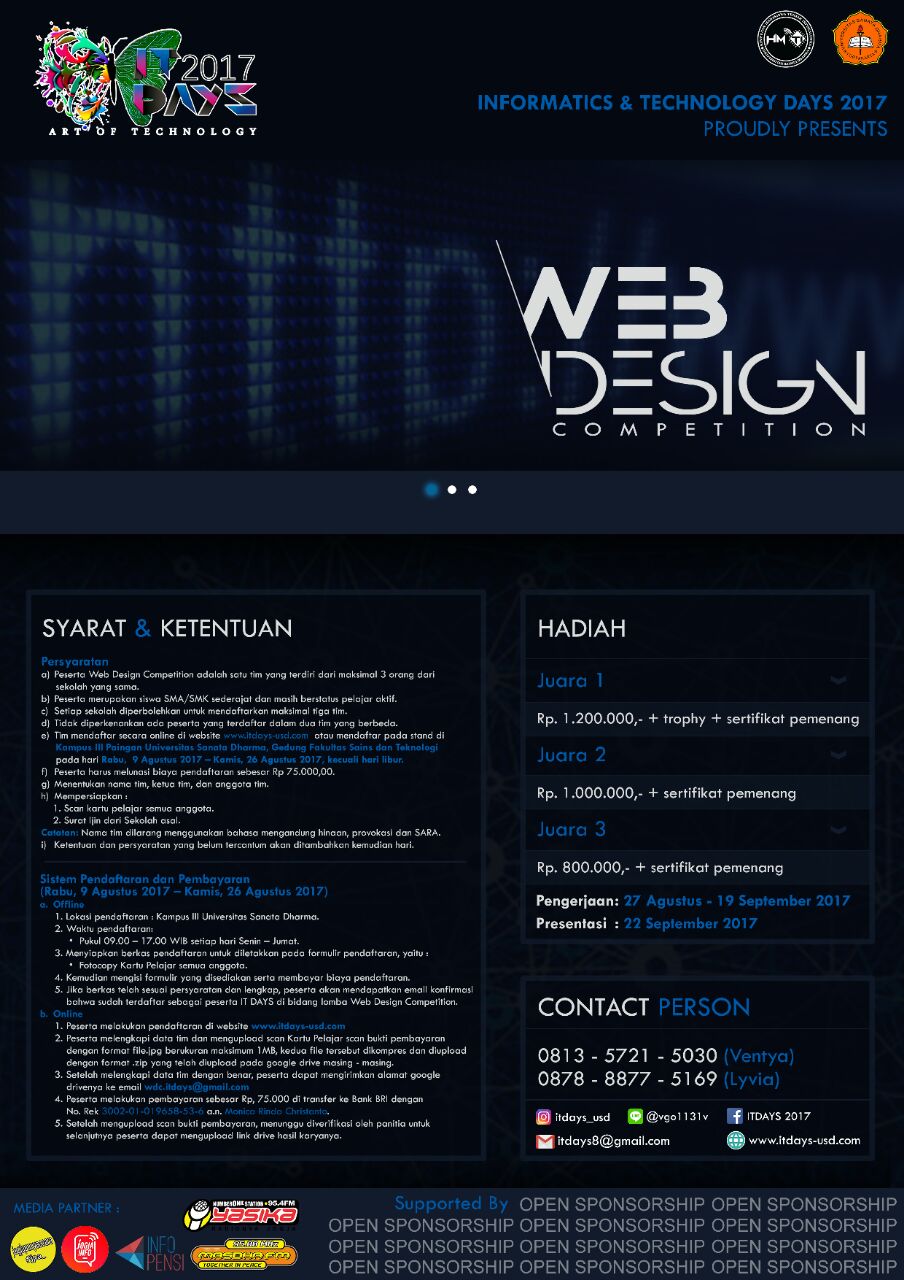 IT 2017
DAYS
ART OF TECHNOLOGY
HM
INFORMATICS & TECHNOLOGY DAYS 2017
PROUDLY PRESENTS
WEB
DESIGN
COMPETITION
SYARAT & KETENTUAN
Persyaratan
a) Peserta Web Design Competition adalah satu tim yang terdiri dari maksimal 3 orang dari
sekolah yang sama.
b) Peserta merupakan siswa SMA/SMK sederajat dan masih berstatus pelajar aktif.
c) Setiap sekolah diperbolehkan untuk mendaftarkan maksimal tiga tim.
d) Tidak diperkenankan ada peserta yang terdaftar dalam dua tim yang berbeda.
e) Tim mendaftar secara online di website www.itdays-usd.com atau mendaftar pada stand di
Kampus III Paingan Universitas Sanata Dharma, Gedung Fakultas Sains dan Teknologi
pada hari Rabu, 9 Agustus 2017 – Kamis, 26 Agustus 2017, kecuali hari libur.
f) Peserta harus melunasi biaya pendaftaran sebesar Rp 75.000,00.
g) Menentukan nama tim, ketua tim, dan anggota tim.
h) Mempersiapkan :
1. Scan kartu pelajar semua anggota.
2. Surat Ijin dari Sekolah asal.
Catatan: Nama tim dilarang menggunakan bahasa mengandung hinaan, provokasi dan SARA.
i) Ketentuan dan persyaratan yang belum tercantum akan ditambahkan kemudian hari.
Sistem Pendaftaran dan Pembayaran
(Rabu, 9 Agustus 2017 – Kamis, 26 Agustus 2017)
a. Offline
1. Lokasi pendaftaran : Kampus III Universitas Sanata Dharma.
2. Waktu pendaftaran:
• Pukul 09.00 – 17.00 WIB setiap hari Senin – Jumat.
3. Menyiapkan berkas pendaftaran untuk diletakkan pada formulir pendaftaran, yaitu :
• Fotocopy Kartu Pelajar semua anggota.
4. Kemudian mengisi formulir yang disediakan serta membayar biaya pendaftaran.
5. Jika berkas telah sesuai persyaratan dan lengkap, peserta akan mendapatkan email konfirmasi
bahwa sudah terdaftar sebagai peserta IT DAYS di bidang lomba Web Design Competition.
b. Online
1. Peserta melakukan pendaftaran di website www.itdays-usd.com
2. Peserta melengkapi data tim dan mengupload scan Kartu Pelajar scan bukti pembayaran
dengan format file.jpg berukuran maksimum 1MB, kedua file tersebut dikompres dan diupload
dengan format .zip yang telah diupload pada google drive masing - masing.
3. Setelah melengkapi data tim dengan benar, peserta dapat mengirimkan alamat google
drivenya ke email wdc.itdays@gmail.com
4. Peserta melakukan pembayaran sebesar Rp, 75.000 di transfer ke Bank BRI dengan
No. Rek 3002-01-019658-53-6 a.n. Monica Rinda Christanta.
5. Setelah mengupload scan bukti pembayaran, menunggu diverifikasi oleh panitia untuk
selanjutnya peserta dapat mengupload link drive hasil karyanya.
HADIAH
Juara 1
Rp. 1.200.000,- + trophy + sertifikat pemenang
Juara 2
Rp. 1.000.000,- + sertifikat pemenang
Juara 3
Rp. 800.000,- + sertifikat pemenang
Pengerjaan: 27 Agustus - 19 September 2017
Presentasi : 22 September 2017
CONTACT PERSON
0813 - 5721 - 5030 (Ventya)
0878 - 8877 - 5169 (Lyvia)
itdays_usd @vgo1131v ITDAYS 2017
itdays8@gmail.com www.itdays-usd.com
MEDIA PARTNER :
NUMBER ONE STATION 95.4FM
YASIKA
INFO
PENSI
MASDHA FM
TOGETHER IN PEACE
Supported By OPEN SPONSORSHIP OPEN SPONSORSHIP
OPEN SPONSORSHIP OPEN SPONSORSHIP OPEN SPONSORSHIP
OPEN SPONSORSHIP OPEN SPONSORSHIP OPEN SPONSORSHIP
OPEN SPONSORSHIP OPEN SPONSORSHIP OPEN SPONSORSHIP